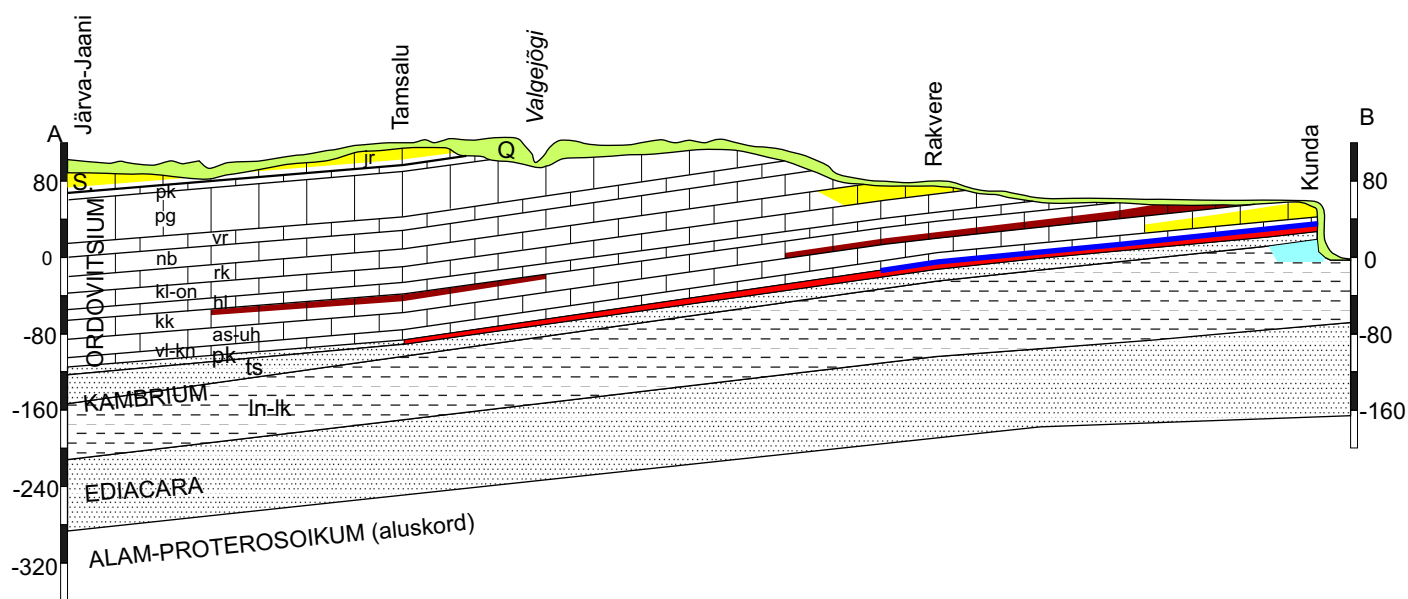 A
Järva-Jaani
Tamsalu
Valgejõgi
Rakvere
Kunda
B
80
0
-80
-160
-240
-320
80
0
-80
-160
Q
jr
S.
pk
pg
vr
nb
rk
kl-on
hl
kk
as-uh
vl-kn
pk
ts
ORDOVIITSIUM
KAMBRIUM
ln-lk
EDIACARA
ALAM-PROTEROSOIKUM (aluskord)